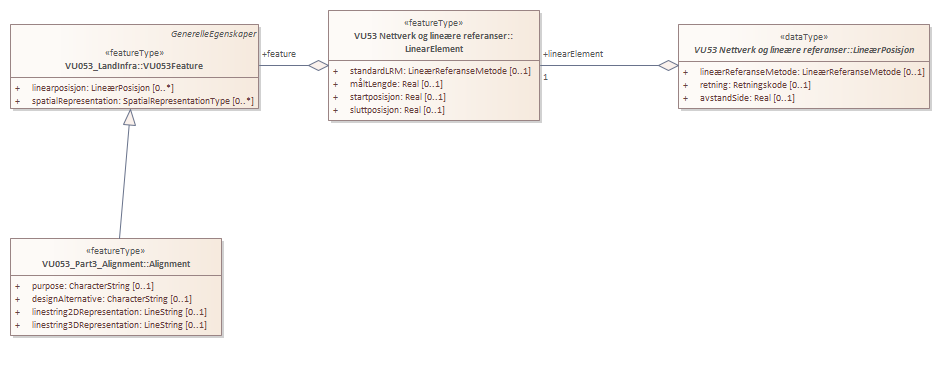 GenerelleEgenskaper
«featureType»
VU053_LandInfra::VU053Feature
+ linearposisjon: LineærPosisjon [0..*]
+ spatialRepresentation: SpatialRepresentationType [0..*]
+feature
«featureType»
VU53 Nettverk og lineære referanser::
LinearElement
+ standardLRM: LineærReferanseMetode [0..1]
+ måltLengde: Real [0..1]
+ startposisjon: Real [0..1]
+ sluttposisjon: Real [0..1]
+linearElement
1
«dataType»
VU53 Nettverk og lineære referanser::LineærPosisjon
+ lineærReferanseMetode: LineærReferanseMetode [0..1]
+ retning: Retningskode [0..1]
+ avstandSide: Real [0..1]
«featureType»
VU053_Part3_Alignment::Alignment
+ purpose: CharacterString [0..1]
+ designAlternative: CharacterString [0..1]
+ linestring2DRepresentation: LineString [0..1]
+ linestring3DRepresentation: LineString [0..1]